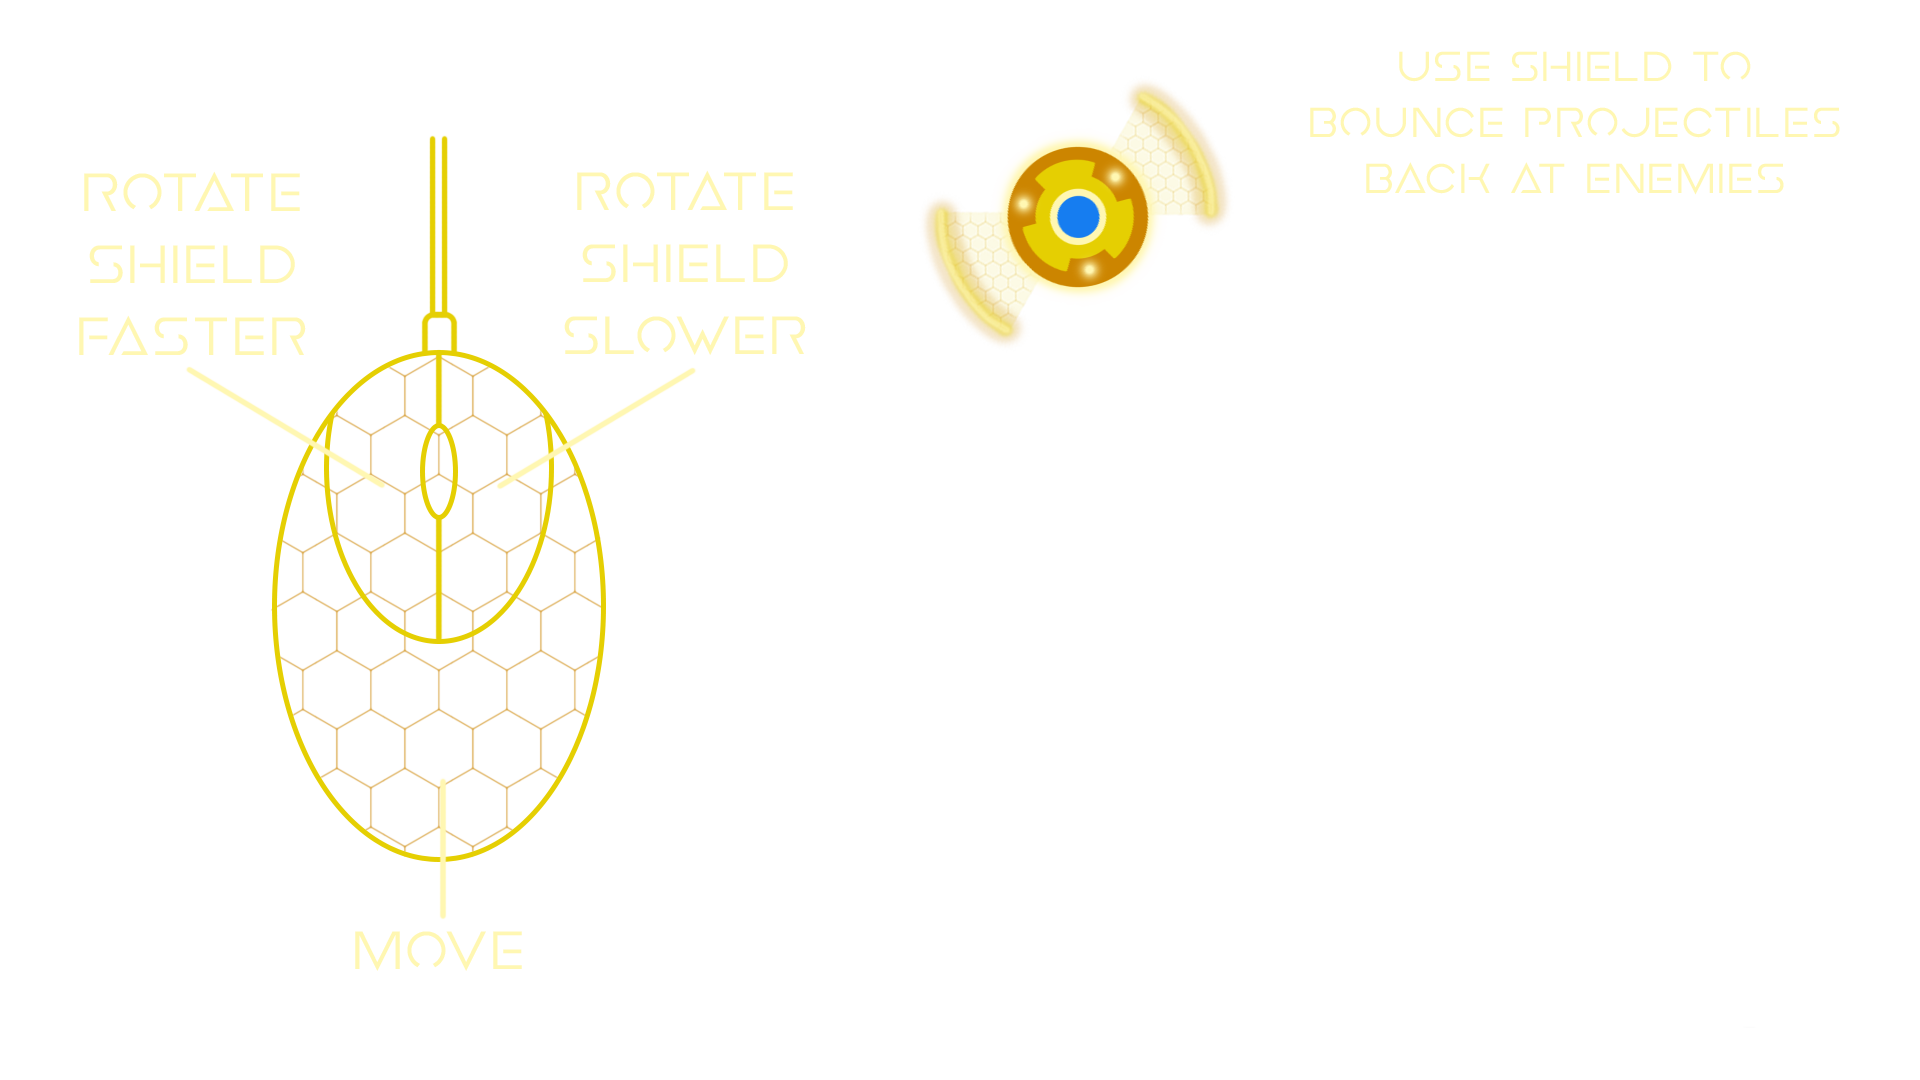 ROTATE
SHIELD
FASTER
ROTATE
SHIELD
SLOWER
MOVE
USE SHIELD TO
BOUNCE PROJECTILES
BACK AT ENEMIES